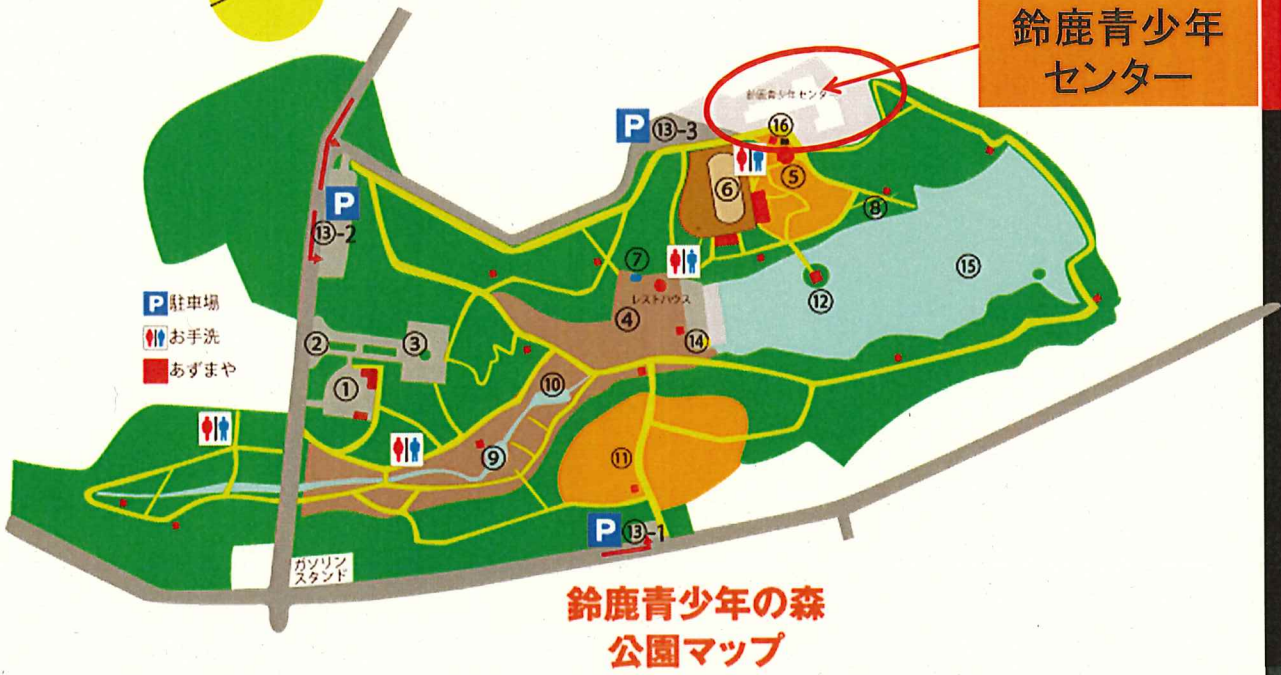 鈴鹿青少年
センター
鈴鹿青少年センター
P
⑬-3
⑯
⑥
⑤
P
⑬-2
⑧
⑦
⑮
レストハウス
⑫
④
P 駐車場
お手洗
あずまや
②
③
⑭
①
⑩
⑨
⑪
P
⑬-1
ガソリン
スタンド
鈴鹿青少年の森
公園マップ